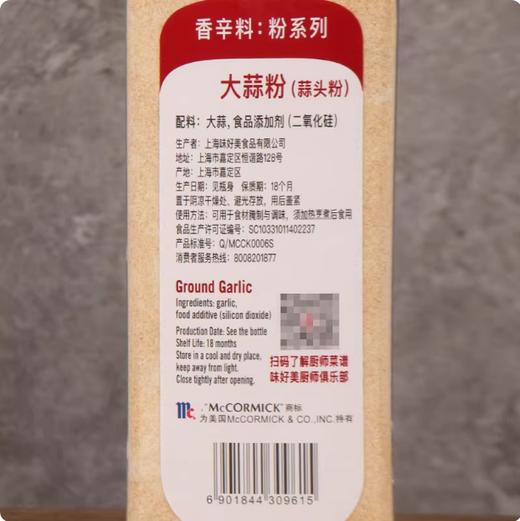 香辛料：粉系列
大蒜粉（蒜头粉）
配料：大蒜，食品添加剂（二氧化硅）
生产者：上海味好美食品有限公司
地址：上海市嘉定区恒谐路128号
产地：上海市嘉定区
生产日期：见瓶身 保质期：18个月
置于阴凉干燥处、避光存放，用后盖紧
使用方法：可用于食材腌制与调味，须加热烹煮后食用
食品生产许可证编号：SC10331011402237
产品标准号：Q/MCCK0006S
消费者服务热线：8008201877
Ground Garlic
Ingredients: garlic,
food additive (silicon dioxide)
Production Date: See the bottle
Shelf Life: 18 months
Store in a cool and dry place,
keep away from light.
Close tightly after opening.
扫码了解厨师菜谱
味好美厨师俱乐部
"McCORMICK"商标
为美国McCORMICK & CO.,INC.特有
6 901844 309615